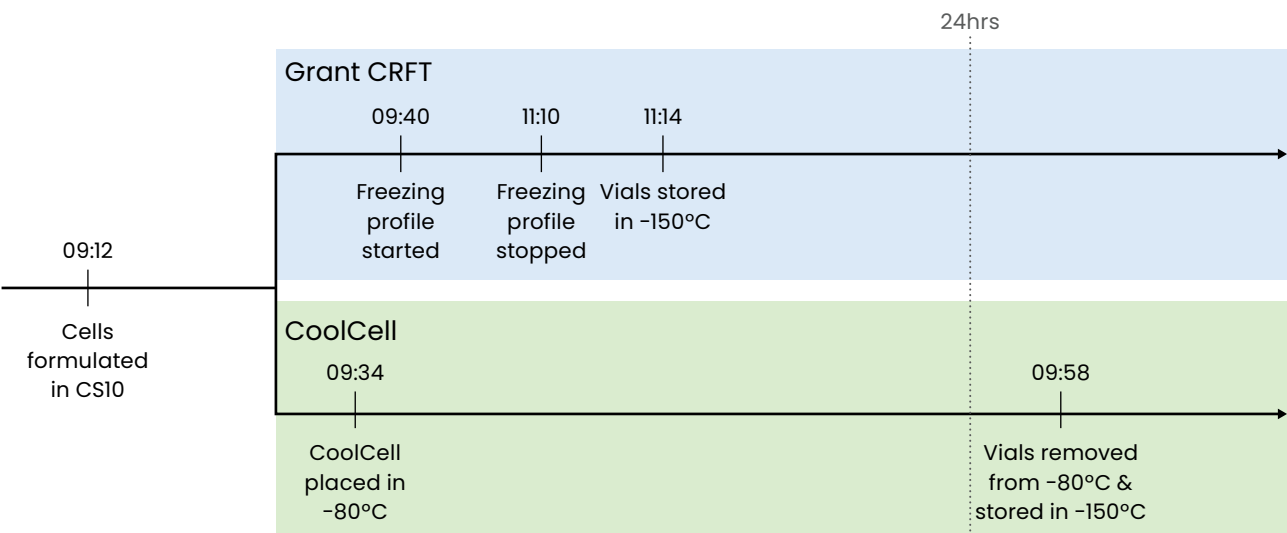 24hrs
Grant CRFT
09:40
11:10
11:14
Freezing
profile
started
Freezing
profile
stopped
Vials stored
in -150°C
09:12
Cells
formulated
in CS10
CoolCell
09:34
09:58
CoolCell
placed in
-80°C
Vials removed
from -80°C &
stored in -150°C